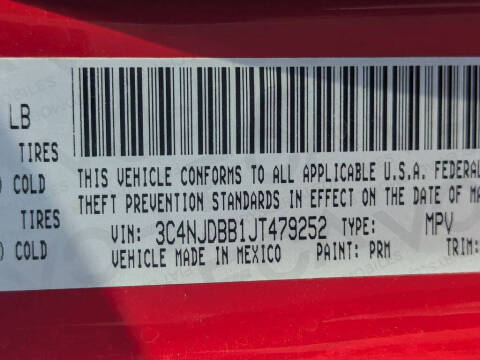 LB
TIRES
COLD
TIRES
COLD
THIS VEHICLE CONFORMS TO ALL APPLICABLE U.S.A. FEDERAL
THEFT PREVENTION STANDARDS IN EFFECT ON THE DATE OF MA
VIN: 3C4NJDBB1JT479252 TYPE: MPV
VEHICLE MADE IN MEXICO PAINT: PRM TRIM: